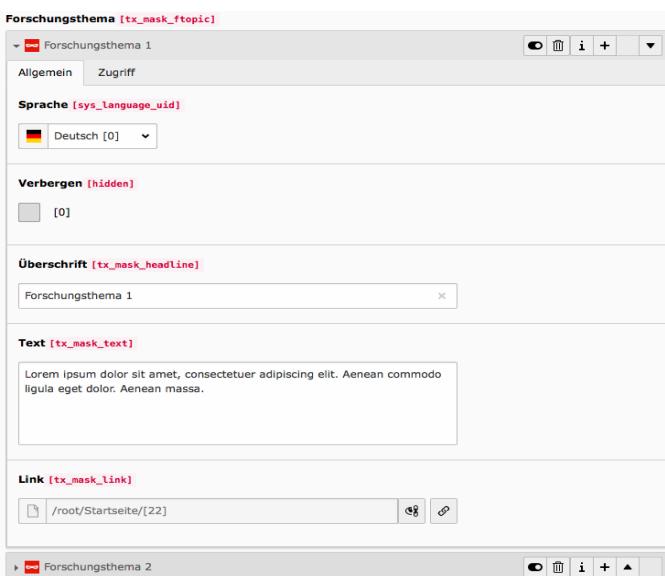 Forschungsthema [tx_mask_ftopic]
Forschungsthema 1
Allgemein Zugriff
Sprache [sys_language_uid]
Deutsch [0]
Verbergen [hidden]
[0]
Überschrift [tx_mask_headline]
Forschungsthema 1
Text [tx_mask_text]
Lorem ipsum dolor sit amet, consectetuer adipiscing elit. Aenean commodo
ligula eget dolor. Aenean massa.
Link [tx_mask_link]
/root/Startseite/[22]
Forschungsthema 2